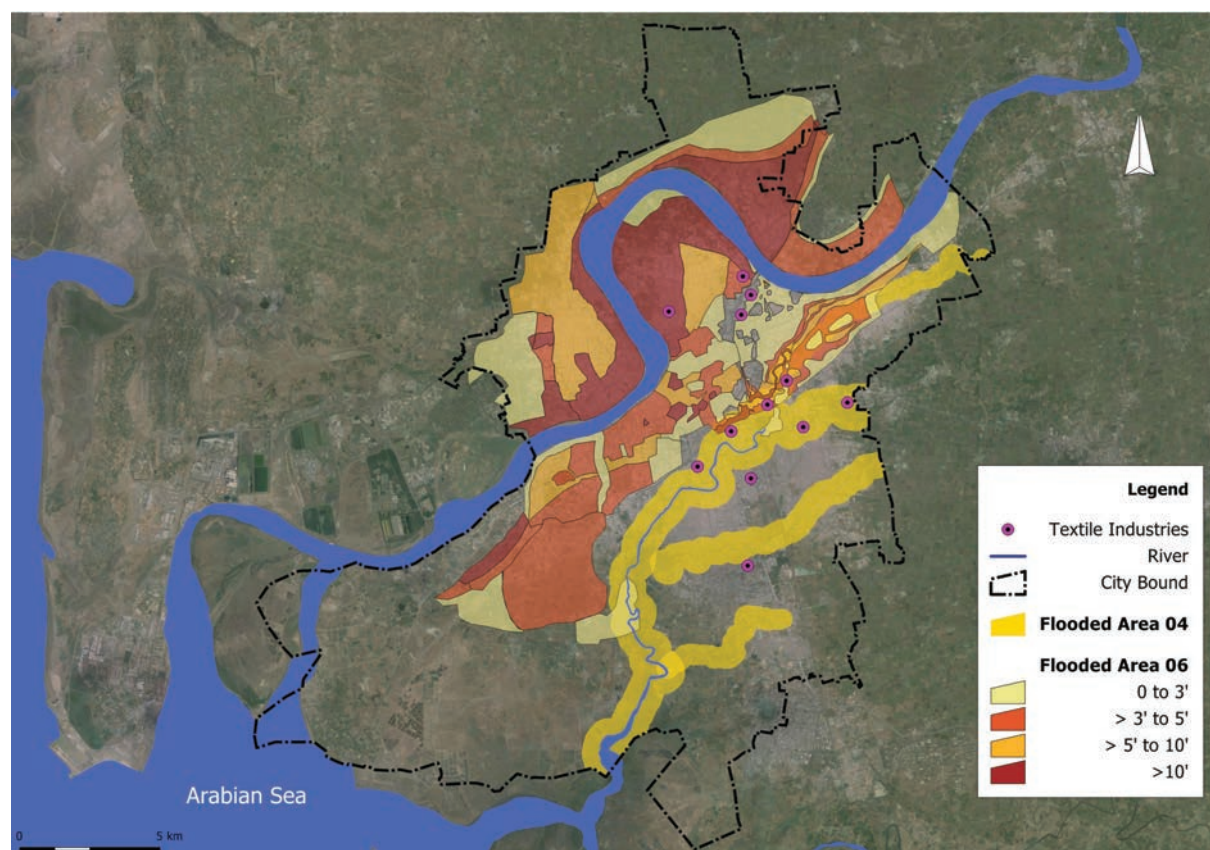 Legend
Textile Industries
River
City Bound
Flooded Area 04
Flooded Area 06
0 to 3'
> 3' to 5'
> 5' to 10'
>10'
Arabian Sea
0 5 km